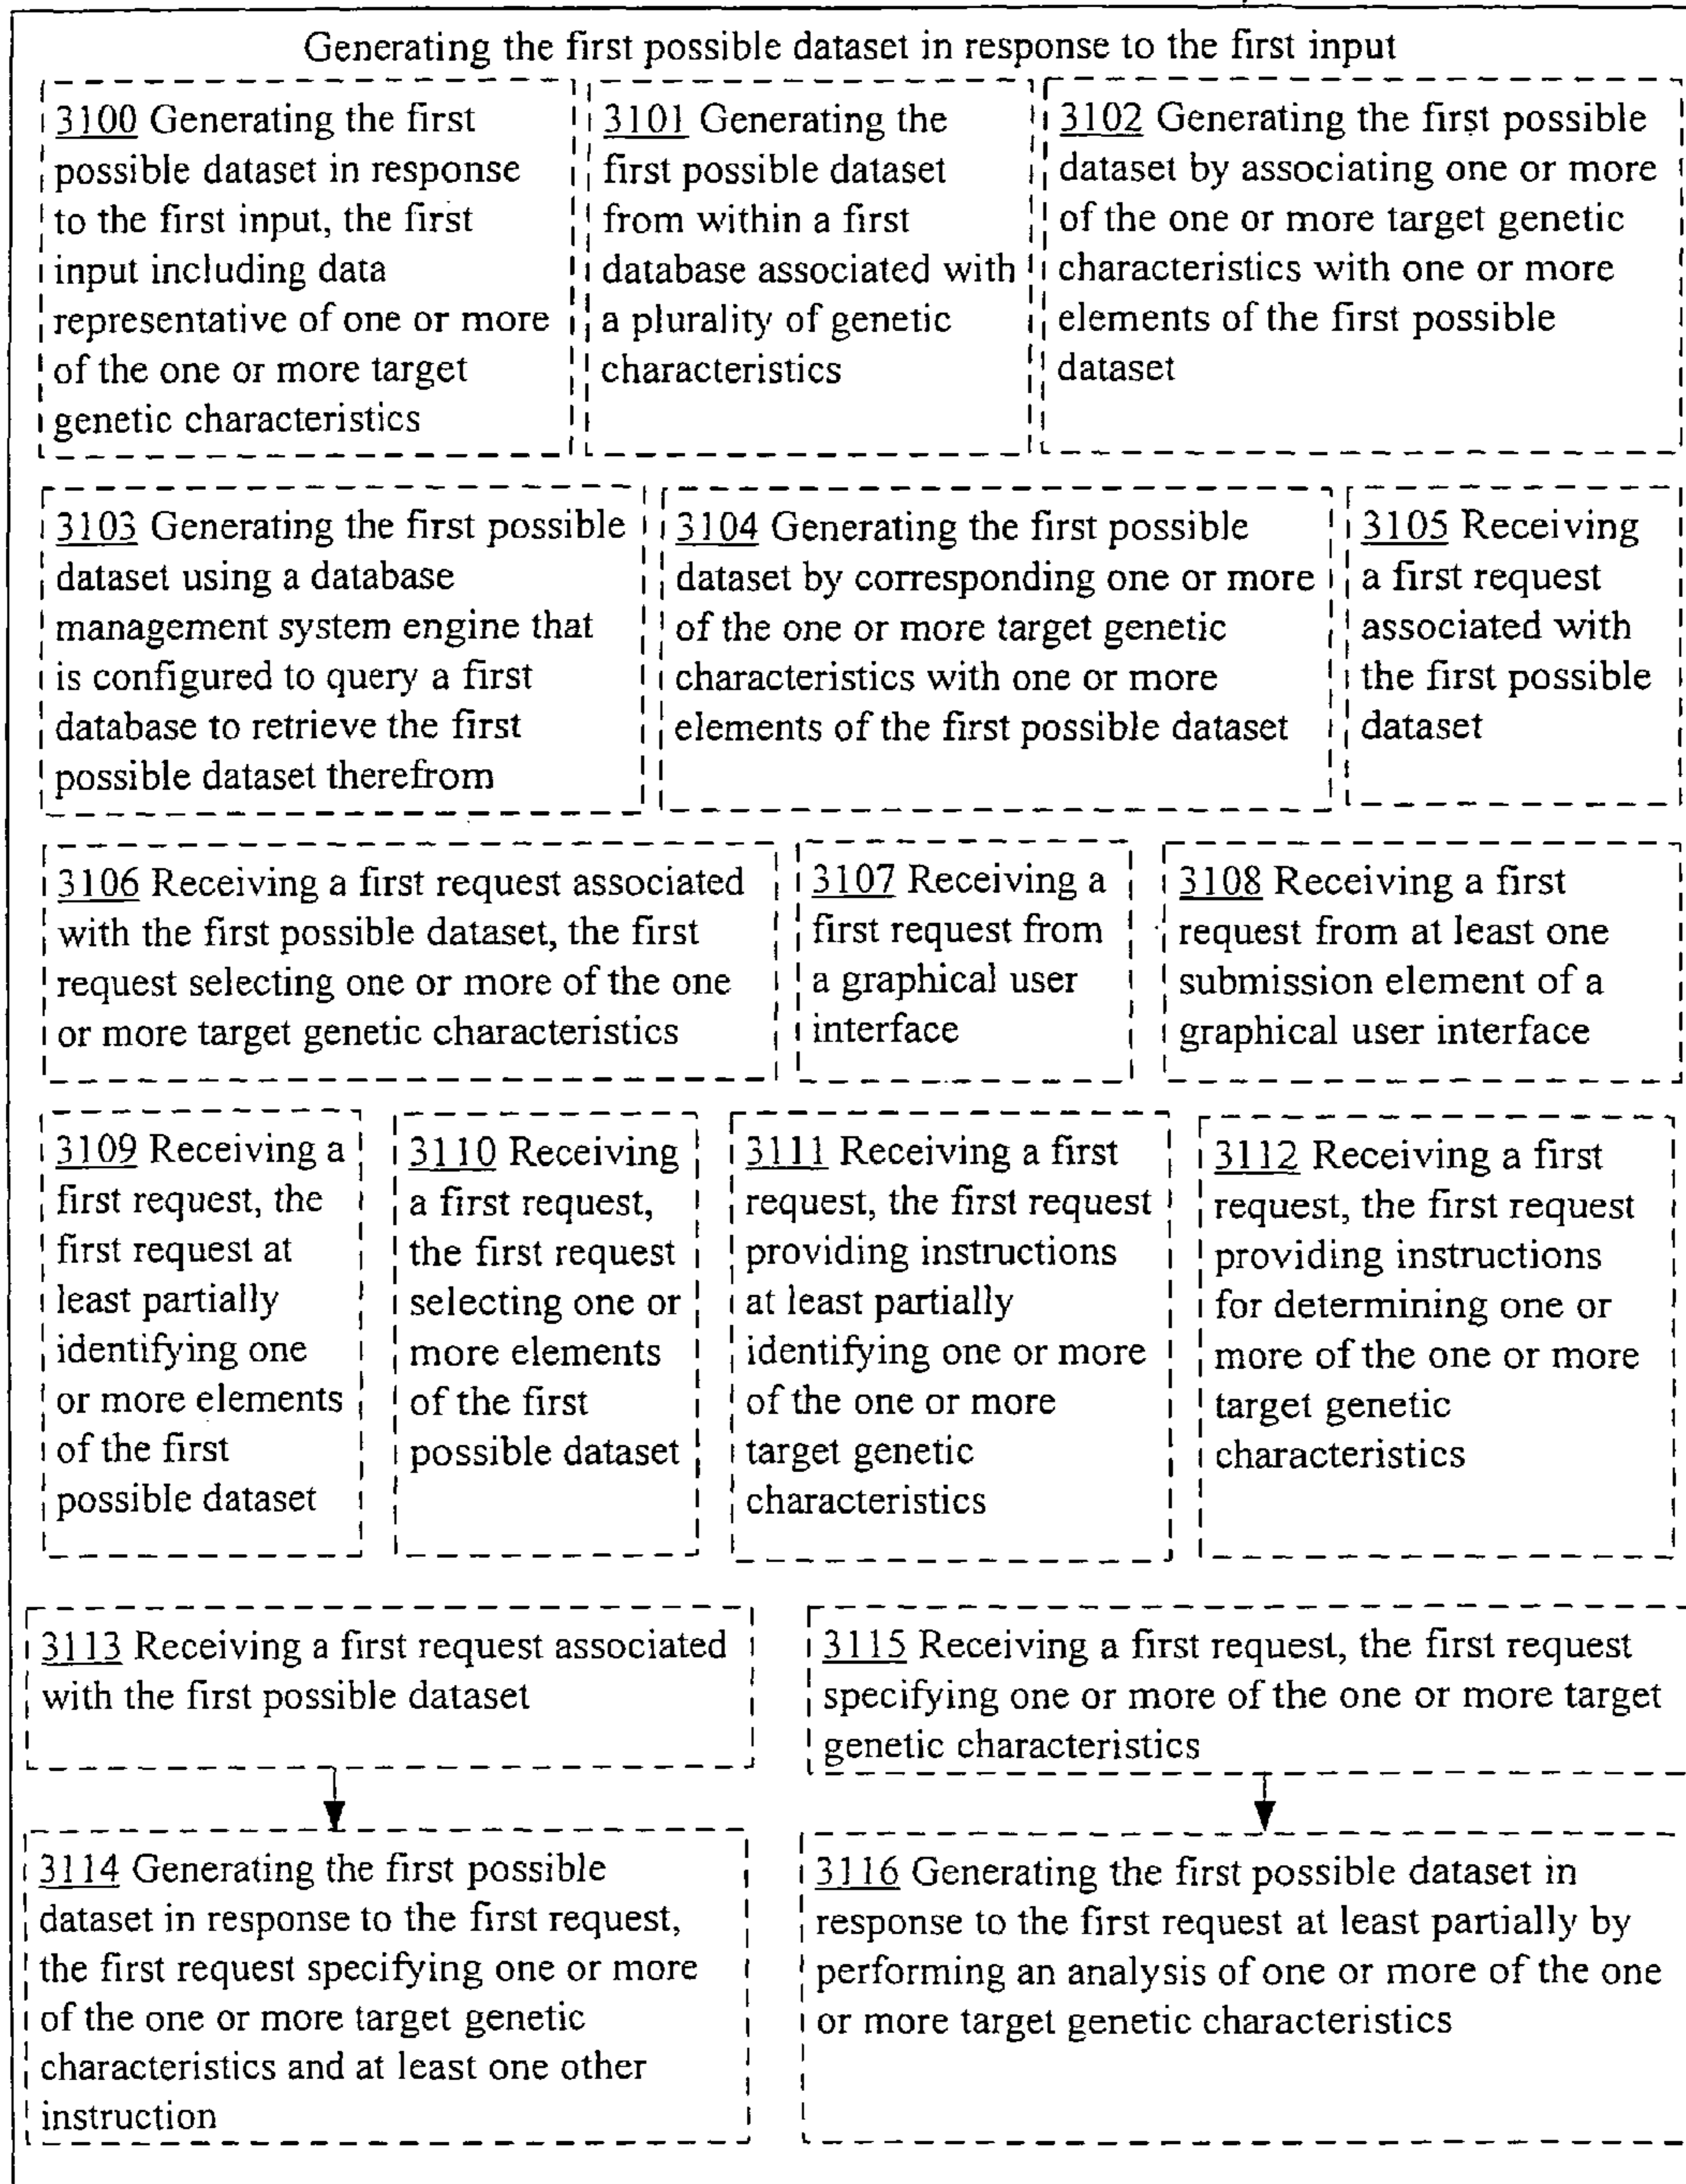 Generating the first possible dataset in response to the first input
3100 Generating the first
possible dataset in response
to the first input, the first
input including data
representative of one or more
of the one or more target
genetic characteristics
3101 Generating the
first possible dataset
from within a first
database associated with
a plurality of genetic
characteristics
3102 Generating the first possible
dataset by associating one or more
of the one or more target genetic
characteristics with one or more
elements of the first possible
dataset
3103 Generating the first possible
dataset using a database
management system engine that
is configured to query a first
database to retrieve the first
possible dataset therefrom
3104 Generating the first possible
dataset by corresponding one or more
of the one or more target genetic
characteristics with one or more
elements of the first possible dataset
3105 Receiving
a first request
associated with
the first possible
dataset
3106 Receiving a first request associated
with the first possible dataset, the first
request selecting one or more of the one
or more target genetic characteristics
3107 Receiving a
first request from
a graphical user
interface
3108 Receiving a first
request from at least one
submission element of a
graphical user interface
3109 Receiving a
first request, the
first request at
least partially
identifying one
or more elements
of the first
possible dataset
3110 Receiving
a first request,
the first request
selecting one or
more elements
of the first
possible dataset
3111 Receiving a first
request, the first request
providing instructions
at least partially
identifying one or more
of the one or more
target genetic
characteristics
3112 Receiving a first
request, the first request
providing instructions
for determining one or
more of the one or more
target genetic
characteristics
3113 Receiving a first request associated
with the first possible dataset
3115 Receiving a first request, the first request
specifying one or more of the one or more target
genetic characteristics
3114 Generating the first possible
dataset in response to the first request,
the first request specifying one or more
of the one or more target genetic
characteristics and at least one other
instruction
3116 Generating the first possible dataset in
response to the first request at least partially by
performing an analysis of one or more of the one
or more target genetic characteristics